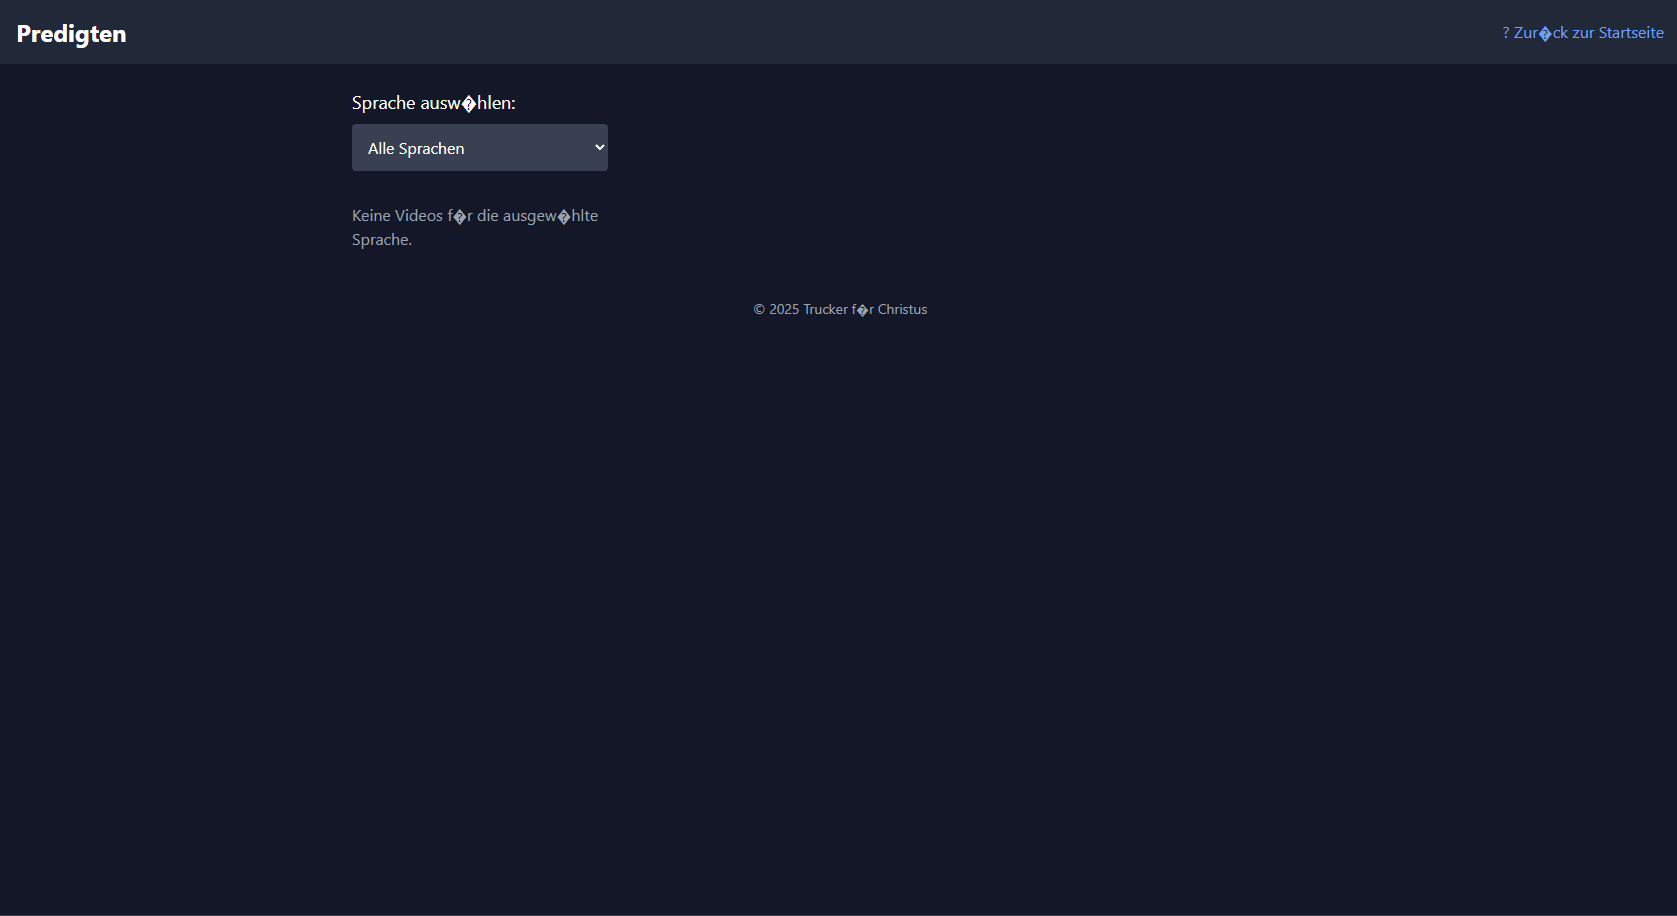 Predigten
? Zur�ck zur Startseite
Sprache ausw�hlen:
Alle Sprachen
Keine Videos f�r die ausgew�hlte
Sprache.
© 2025 Trucker f�r Christus